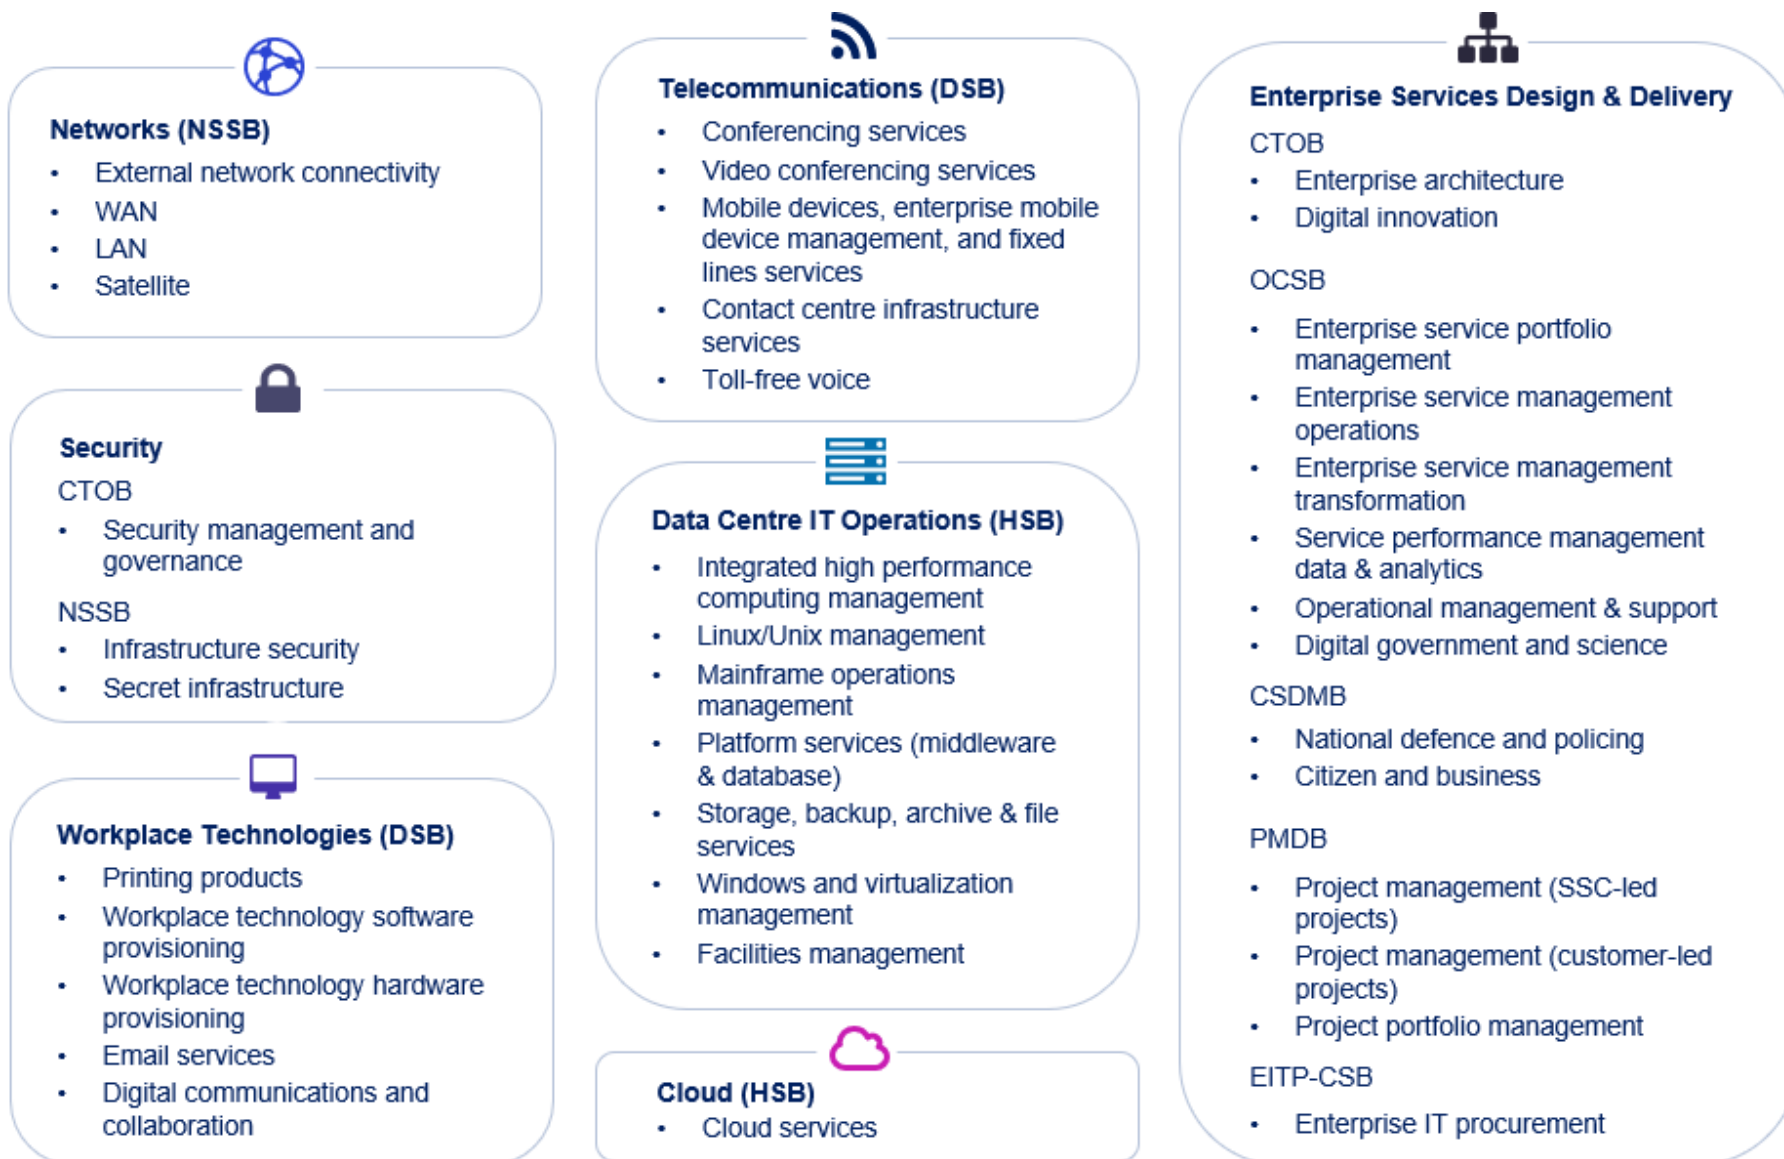 Networks (NSSB)
• External network connectivity
• WAN
• LAN
• Satellite
Security
CTOB
• Security management and
governance
NSSB
• Infrastructure security
• Secret infrastructure
Workplace Technologies (DSB)
• Printing products
• Workplace technology software
provisioning
• Workplace technology hardware
provisioning
• Email services
• Digital communications and
collaboration
Telecommunications (DSB)
• Conferencing services
• Video conferencing services
• Mobile devices, enterprise mobile
device management, and fixed
lines services
• Contact centre infrastructure
services
• Toll-free voice
Data Centre IT Operations (HSB)
• Integrated high performance
computing management
• Linux/Unix management
• Mainframe operations
management
• Platform services (middleware
& database)
• Storage, backup, archive & file
services
• Windows and virtualization
management
• Facilities management
Cloud (HSB)
• Cloud services
Enterprise Services Design & Delivery
CTOB
• Enterprise architecture
• Digital innovation
OCSB
• Enterprise service portfolio
management
• Enterprise service management
operations
• Enterprise service management
transformation
• Service performance management
data & analytics
• Operational management & support
• Digital government and science
CSDMB
• National defence and policing
• Citizen and business
PMDB
• Project management (SSC-led
projects)
• Project management (customer-led
projects)
• Project portfolio management
EITP-CSB
• Enterprise IT procurement